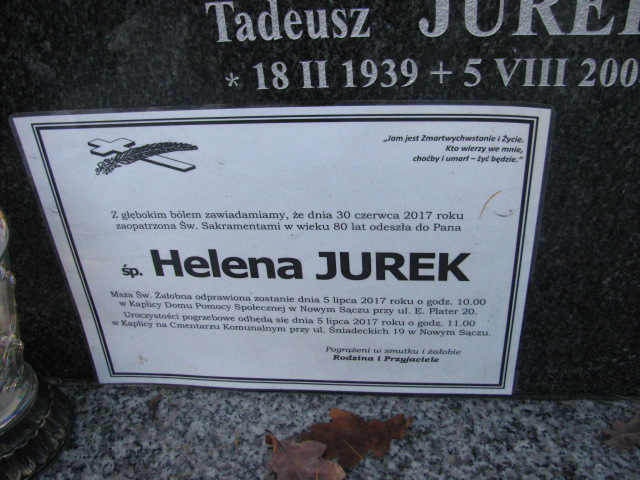 Tadeusz JUREK
* 18 II 1939 + 5 VIII 200
„Jam jest Zmartwychwstanie i Życie.
Kto wierzy we mnie,
choćby i umarł – żyć będzie."
Z głębokim bólem zawiadamiamy, że dnia 30 czerwca 2017 roku
zaopatrzona Św. Sakramentami w wieku 80 lat odeszła do Pana
śp. Helena JUREK
Msza Św. Żałobna odprawiona zostanie dnia 5 lipca 2017 roku o godz. 10.00
w Kaplicy Domu Pomocy Społecznej w Nowym Sączu przy ul. E. Plater 20.
Uroczystości pogrzebowe odbędą się dnia 5 lipca 2017 roku o godz. 11.00
w Kaplicy na Cmentarzu Komunalnym przy ul. Śniadeckich 19 w Nowym Sączu.
Pogrążeni w smutku i żałobie
Rodzina i Przyjaciele